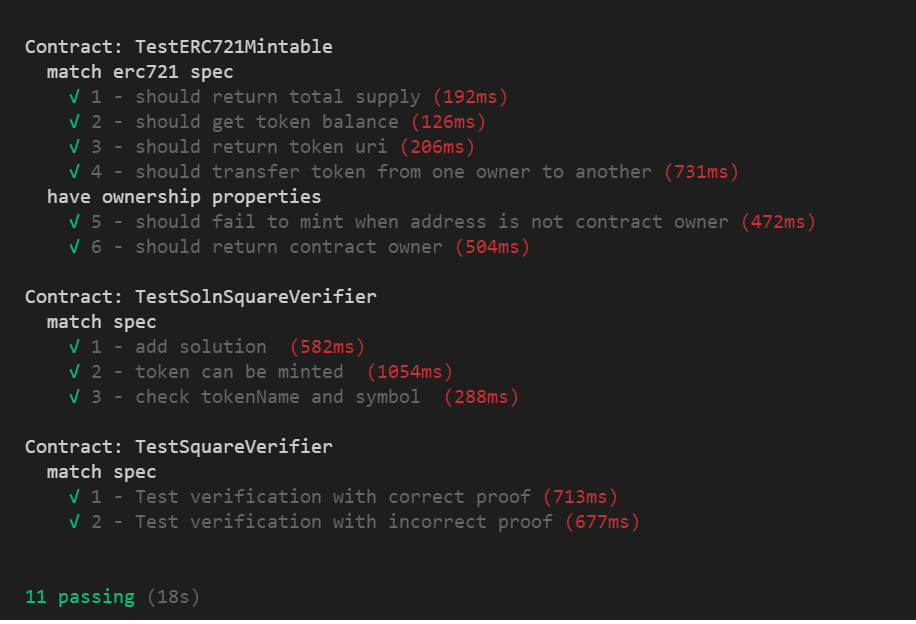 Contract: TestERC721Mintable
match erc721 spec
√ 1 - should return total supply (192ms)
√ 2 - should get token balance (126ms)
√ 3 - should return token uri (206ms)
√ 4 - should transfer token from one owner to another (731ms)
have ownership properties
√ 5 - should fail to mint when address is not contract owner (472ms)
√ 6 - should return contract owner (504ms)
Contract: TestSolnSquareVerifier
match spec
√ 1 - add solution (582ms)
√ 2 - token can be minted (1054ms)
√ 3 - check tokenName and symbol (288ms)
Contract: TestSquareVerifier
match spec
√ 1 - Test verification with correct proof (713ms)
√ 2 - Test verification with incorrect proof (677ms)
11 passing (18s)